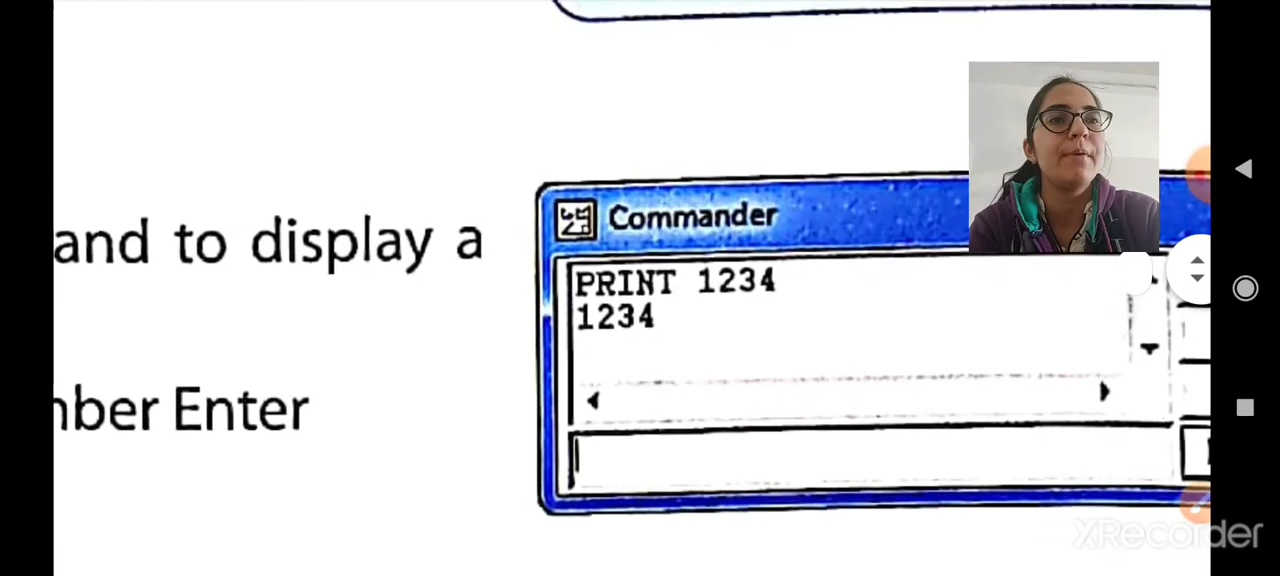 Commander
and to display a
PRINT 1234
1234
nber Enter
XRecorder